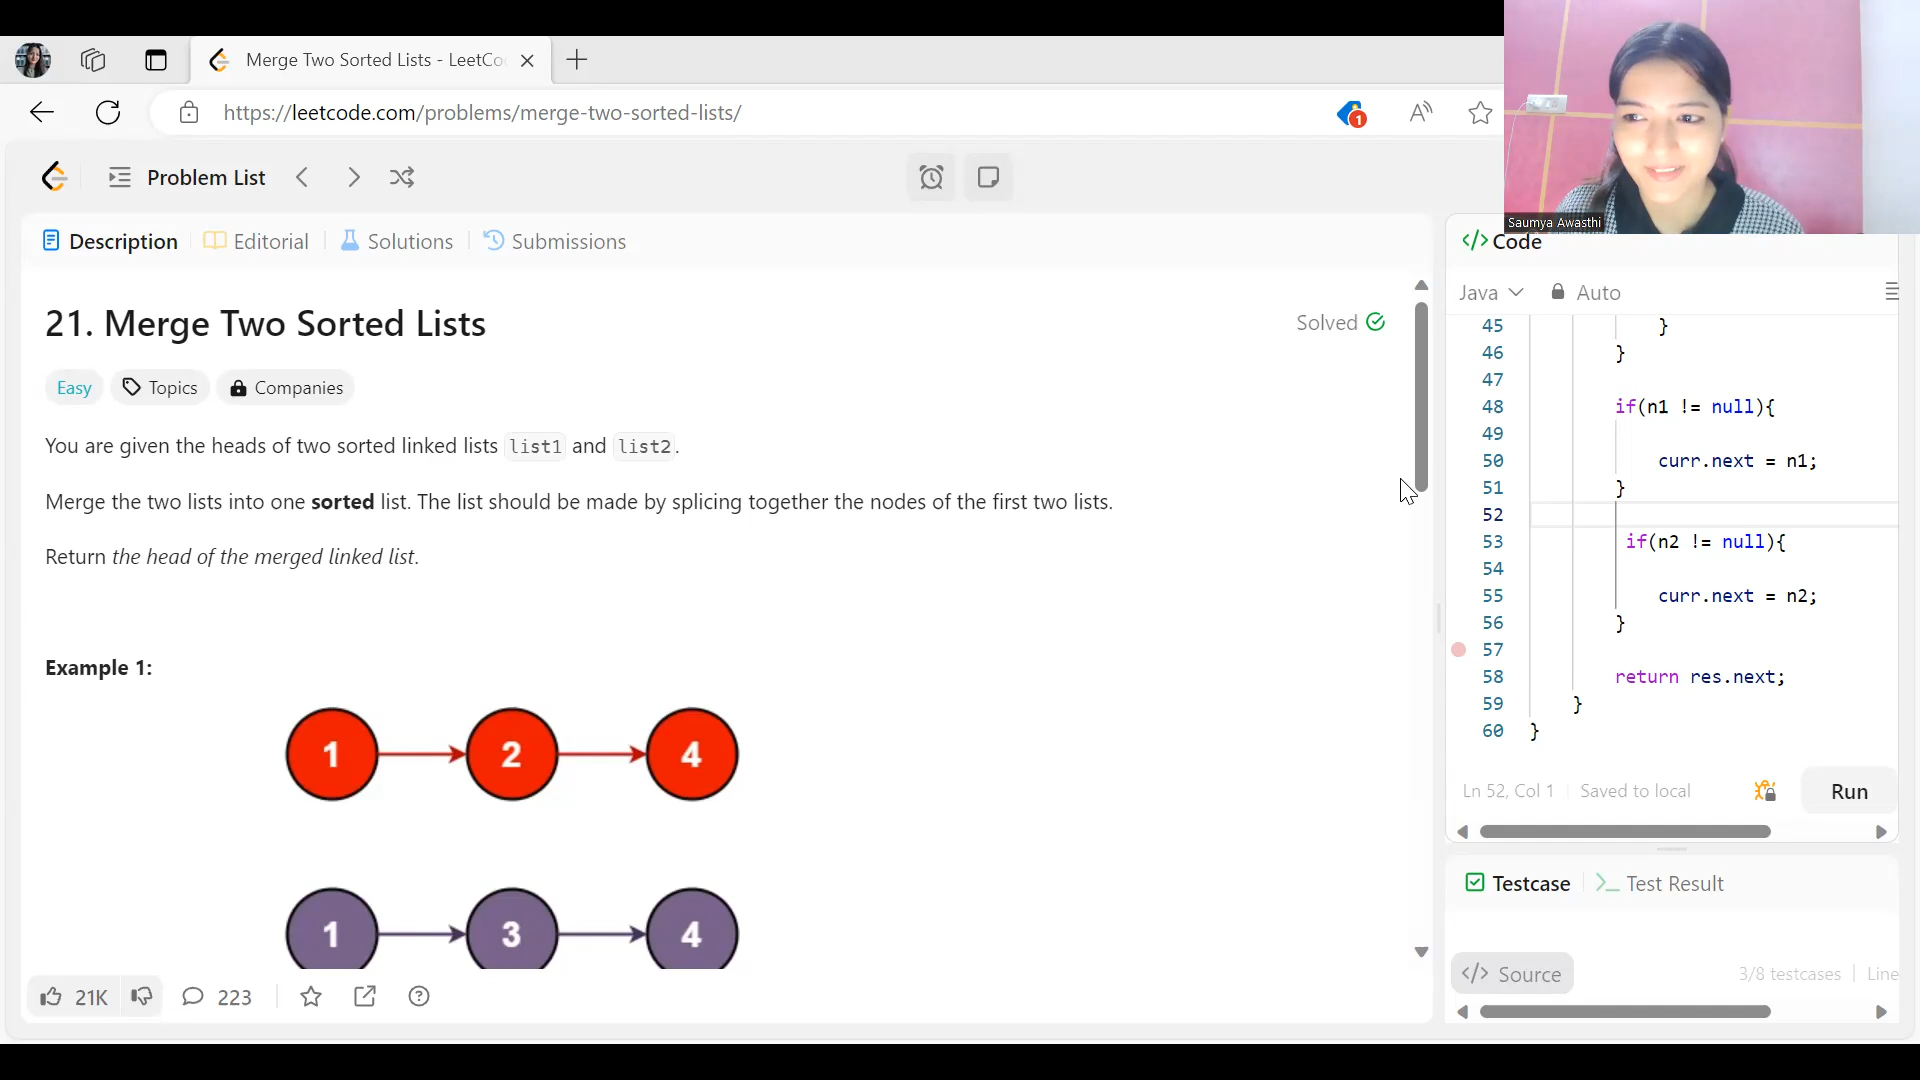 Merge Two Sorted Lists - LeetCo
https://leetcode.com/problems/merge-two-sorted-lists/
1
Problem List
Saumya Awasthi
Description
Editorial
Solutions
Submissions
</> Code
Java
Auto
21. Merge Two Sorted Lists
Solved
Easy
Topics
Companies
You are given the heads of two sorted linked lists list1 and list2.
Merge the two lists into one sorted list. The list should be made by splicing together the nodes of the first two lists.
Return the head of the merged linked list.
Example 1:
1 2 4
1 3 4
21K
223
45 }
46 }
47
48 if(n1 != null){
49
50 curr.next = n1;
51 }
52
53 if(n2 != null){
54
55 curr.next = n2;
56 }
57
58 return res.next;
59 }
60 }
Ln 52, Col 1
Saved to local
Run
Testcase
Test Result
</> Source
3/8 testcases
Line